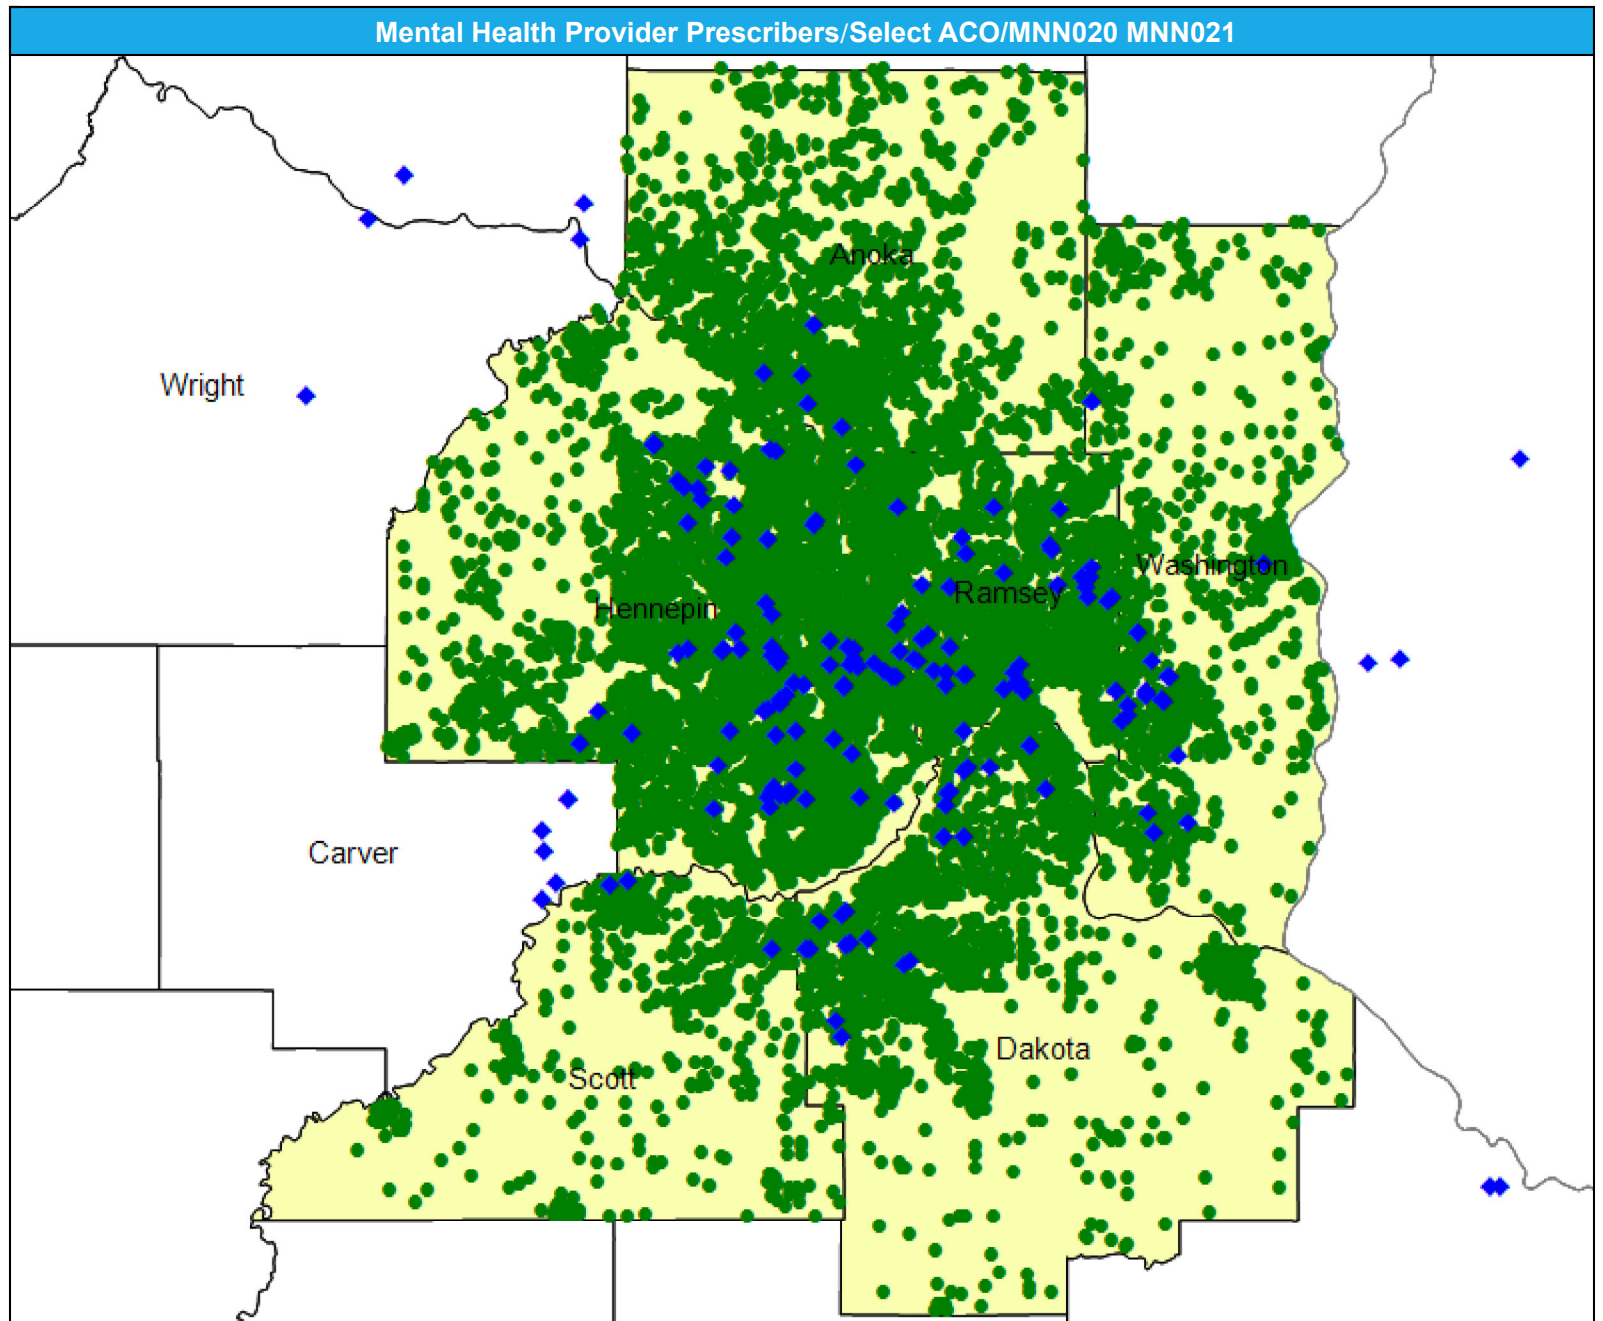 Mental Health Provider Prescribers/Select ACO/MNN020 MNN021
Anoka
Wright
Washington
Ramsey
Hennepin
Carver
Dakota
Scott